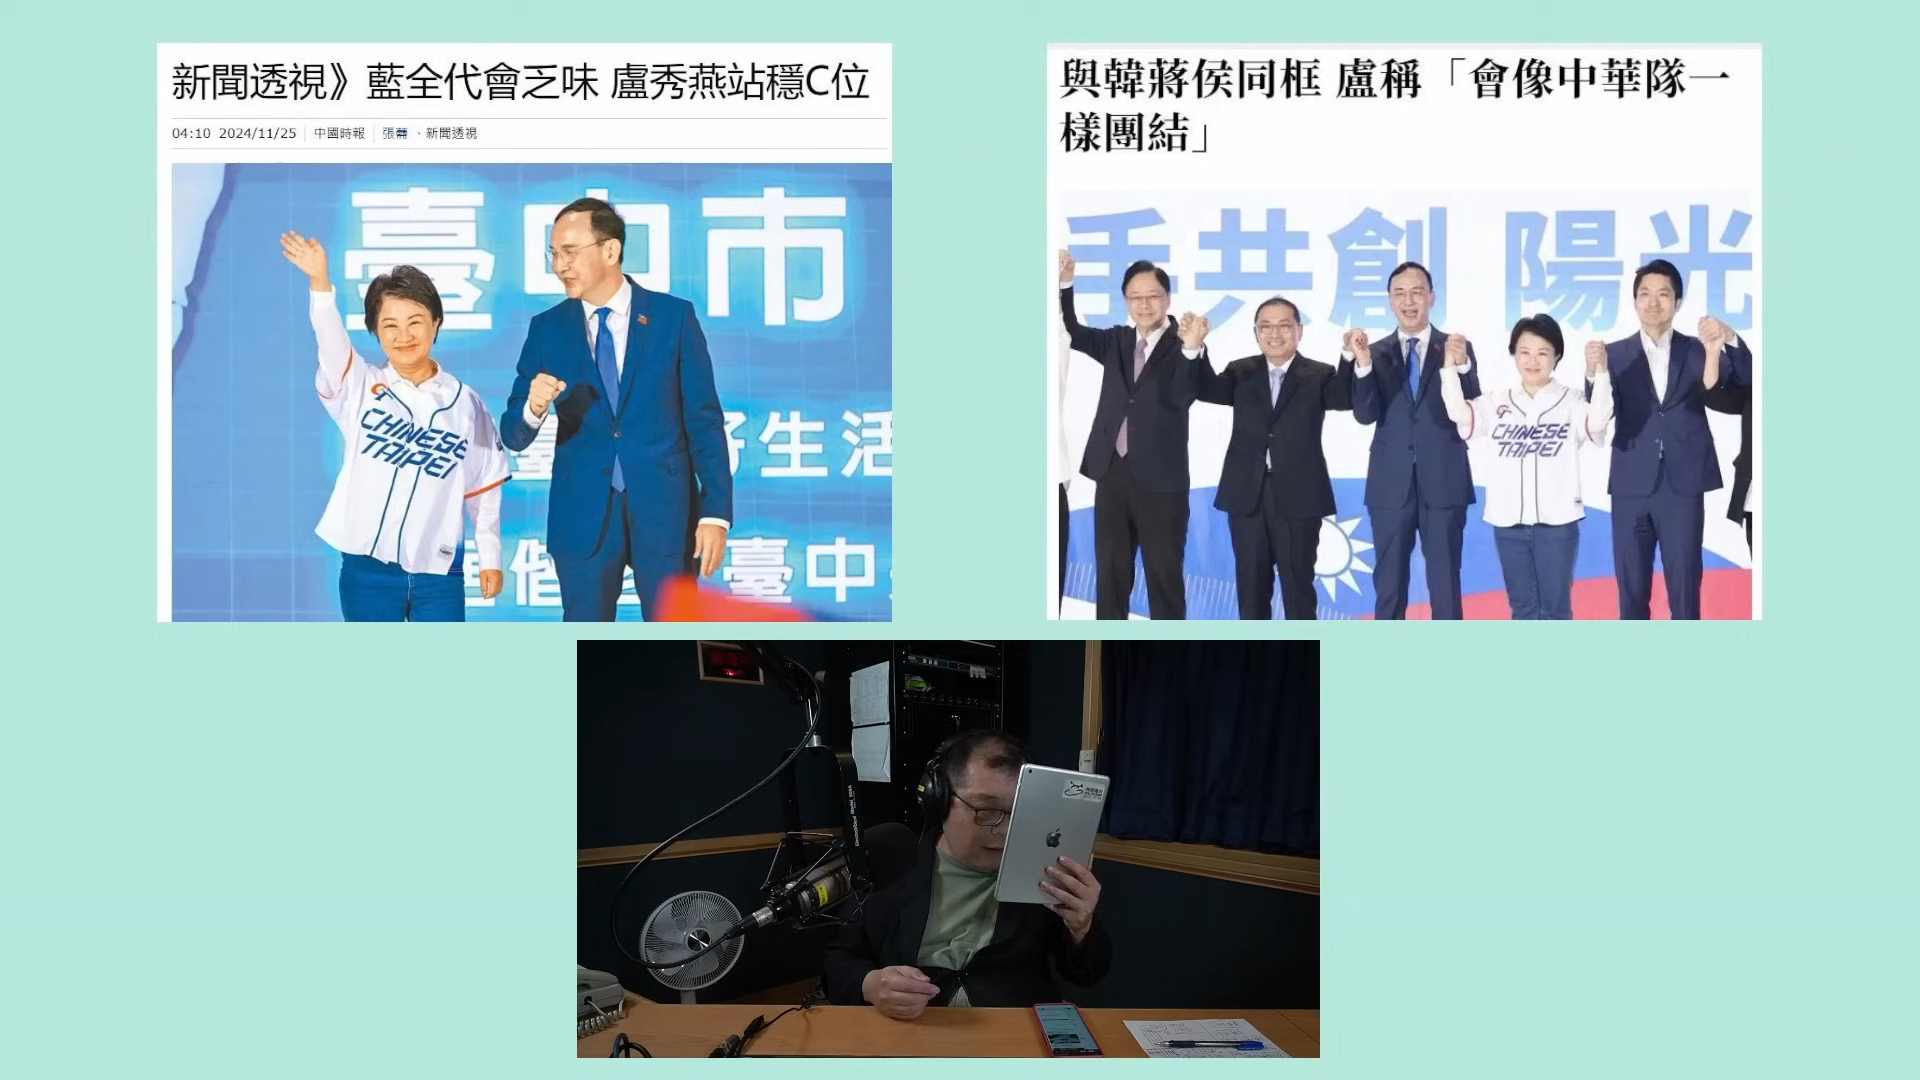 新聞透視》藍全代會乏味 盧秀燕站穩C位
04:10 2024/11/25 中國時報 張薷 、新聞透視
臺中市
CHINESE
TAIPEI
生活
臺中
與韓蔣侯同框 盧稱「會像中華隊一
樣團結」
手共創 陽光
CHINESE
TAIPEI